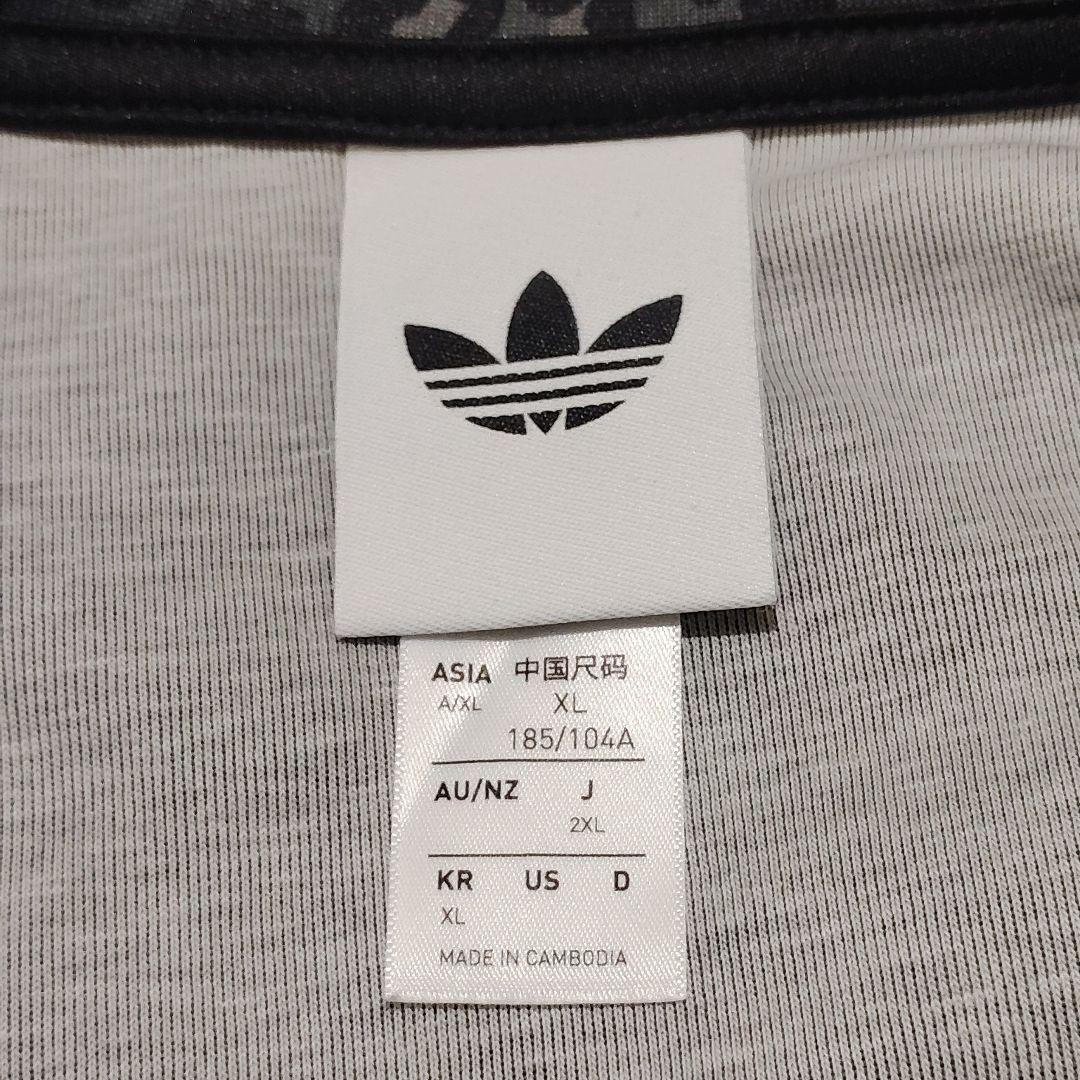 ASIA 中国尺码
A/XL XL
185/104A
AU/NZ J
2XL
KR US D
XL
MADE IN CAMBODIA